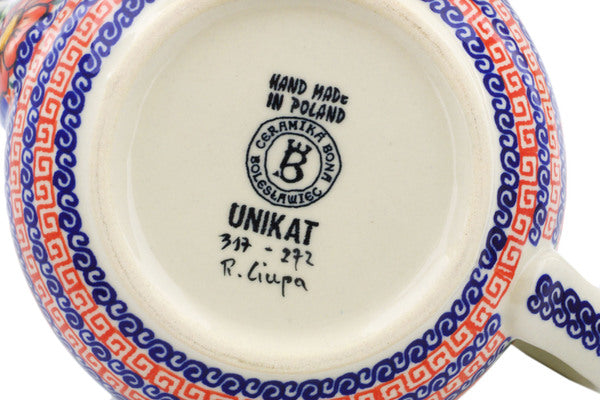 HAND MADE
IN POLAND
CERAMIKA BONA
BOLESŁAWIEC
B
UNIKAT
317-272
R. Ciupa